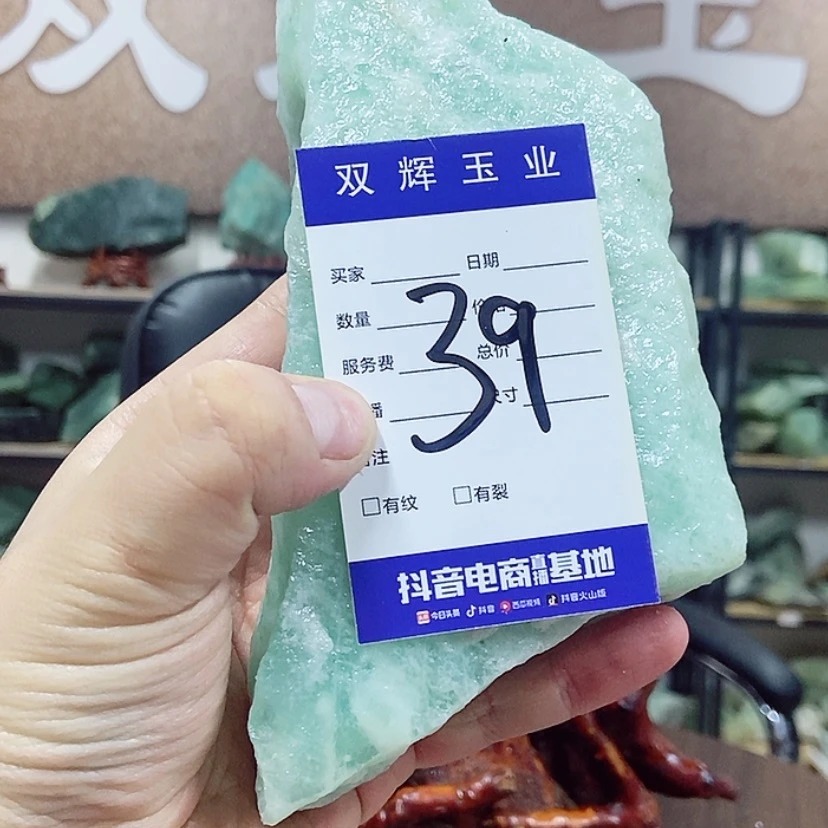 双辉玉业
买家 日期
数量
服务费 总价
39
尺寸
注
□有纹 □有裂
抖音电商直播基地
今日头条 抖音 西瓜视频 抖音火山版